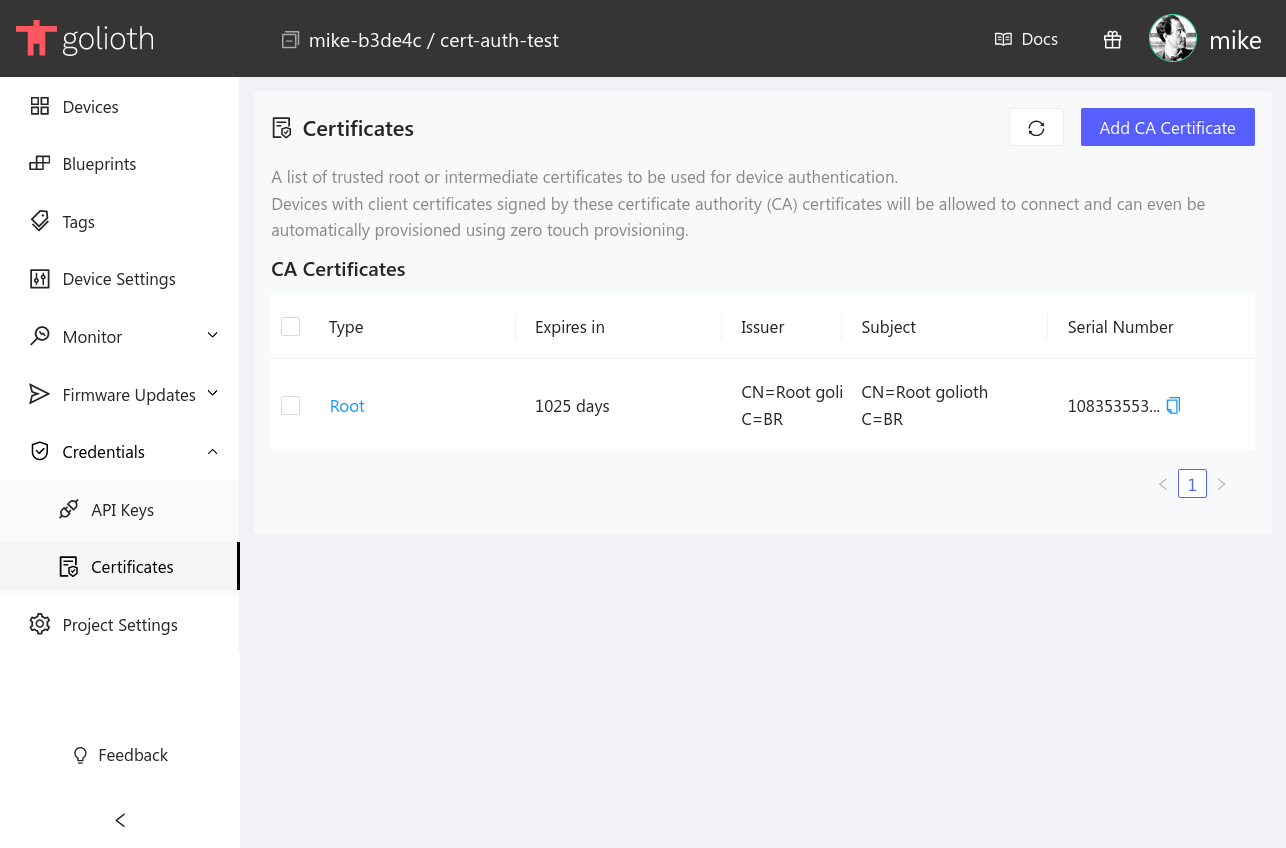 golioth
mike-b3de4c / cert-auth-test
Docs
mike
Devices
Blueprints
Tags
Device Settings
Monitor
Firmware Updates
Credentials
API Keys
Certificates
Project Settings
Feedback
Certificates
Add CA Certificate
A list of trusted root or intermediate certificates to be used for device authentication.
Devices with client certificates signed by these certificate authority (CA) certificates will be allowed to connect and can even be
automatically provisioned using zero touch provisioning.
CA Certificates
Type Expires in Issuer Subject Serial Number
Root 1025 days CN=Root goli CN=Root golioth 108353553...
C=BR C=BR
< 1 >